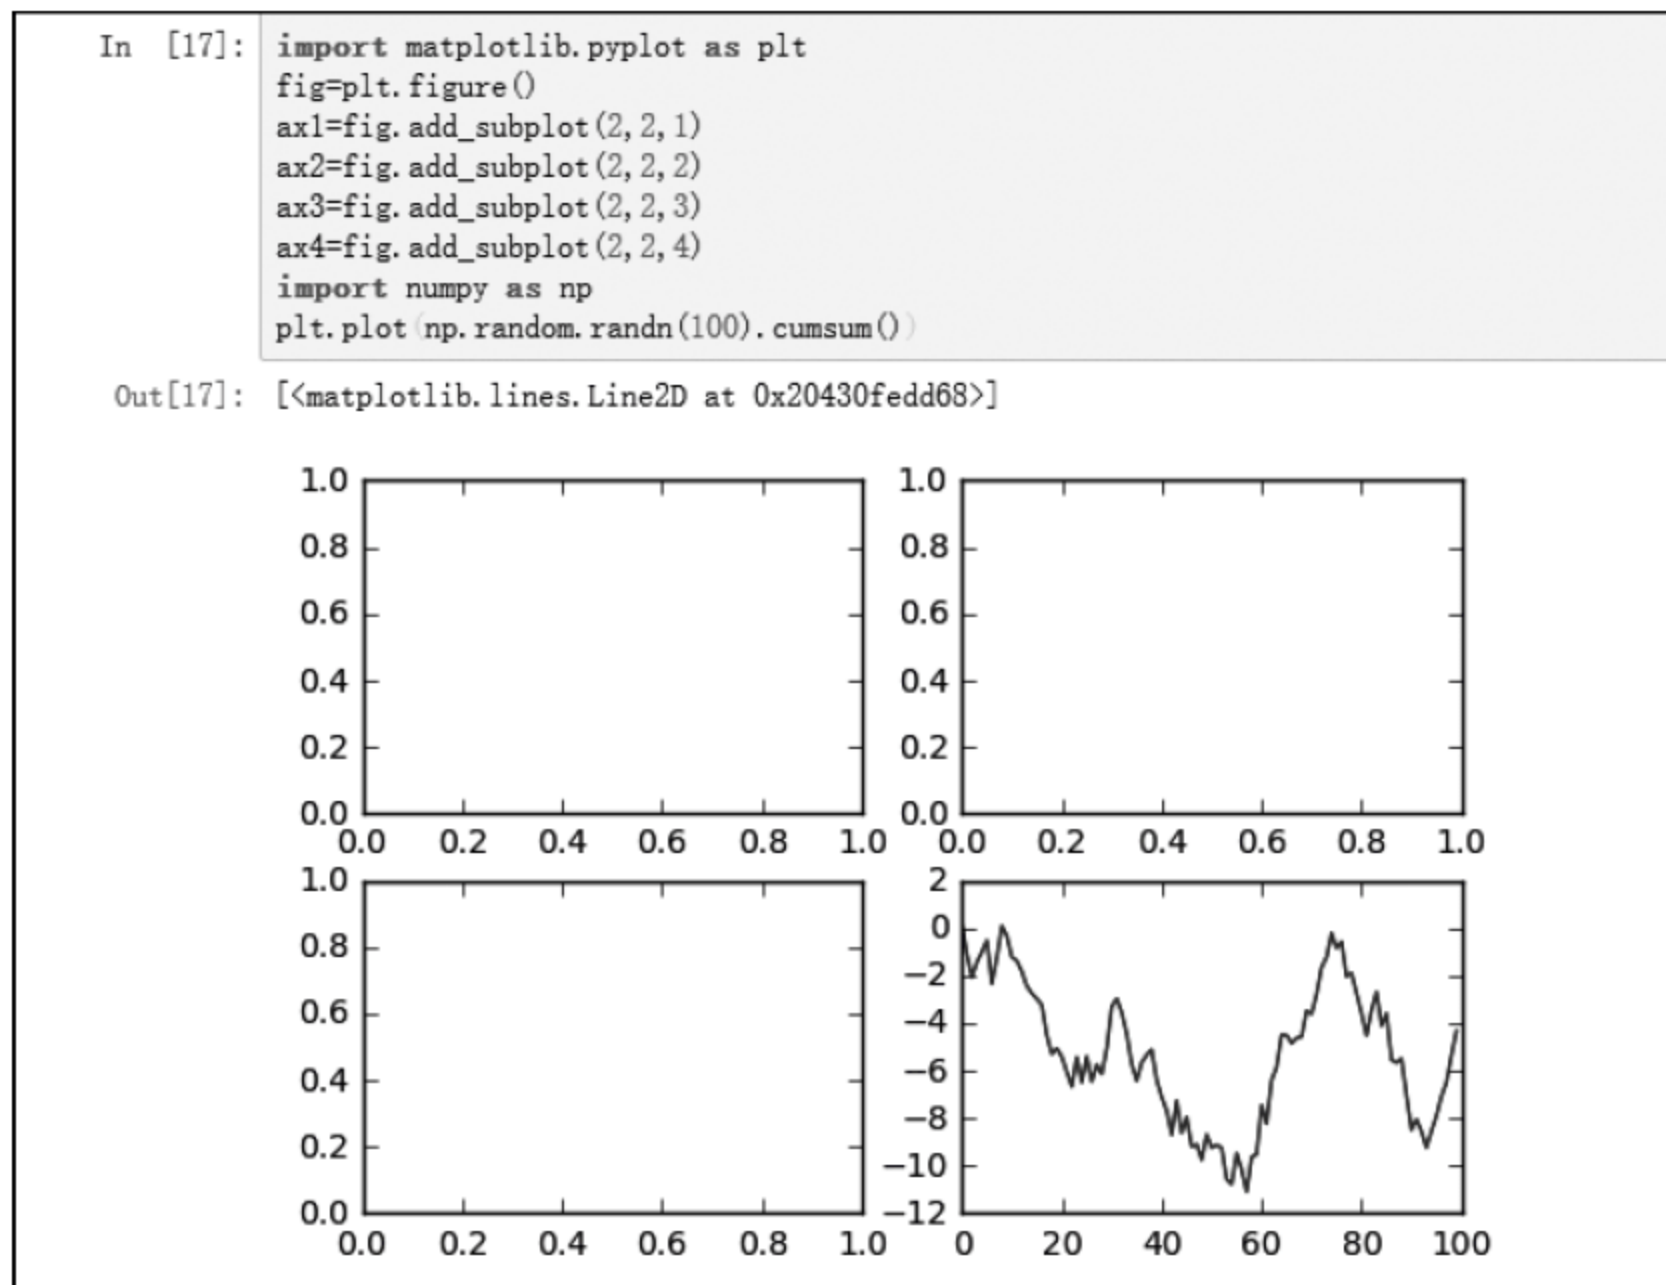 In [17]: import matplotlib.pyplot as plt
fig=plt.figure()
ax1=fig.add_subplot(2,2,1)
ax2=fig.add_subplot(2,2,2)
ax3=fig.add_subplot(2,2,3)
ax4=fig.add_subplot(2,2,4)
import numpy as np
plt.plot(np.random.randn(100).cumsum())
Out[17]: [<matplotlib.lines.Line2D at 0x20430fedd68>]
1.0
0.8
0.6
0.4
0.2
0.0
0.0 0.2 0.4 0.6 0.8 1.0
1.0
0.8
0.6
0.4
0.2
0.0
0.0 0.2 0.4 0.6 0.8 1.0
1.0
0.8
0.6
0.4
0.2
0.0
0.0 0.2 0.4 0.6 0.8 1.0
2
0
−2
−4
−6
−8
−10
−12
0 20 40 60 80 100